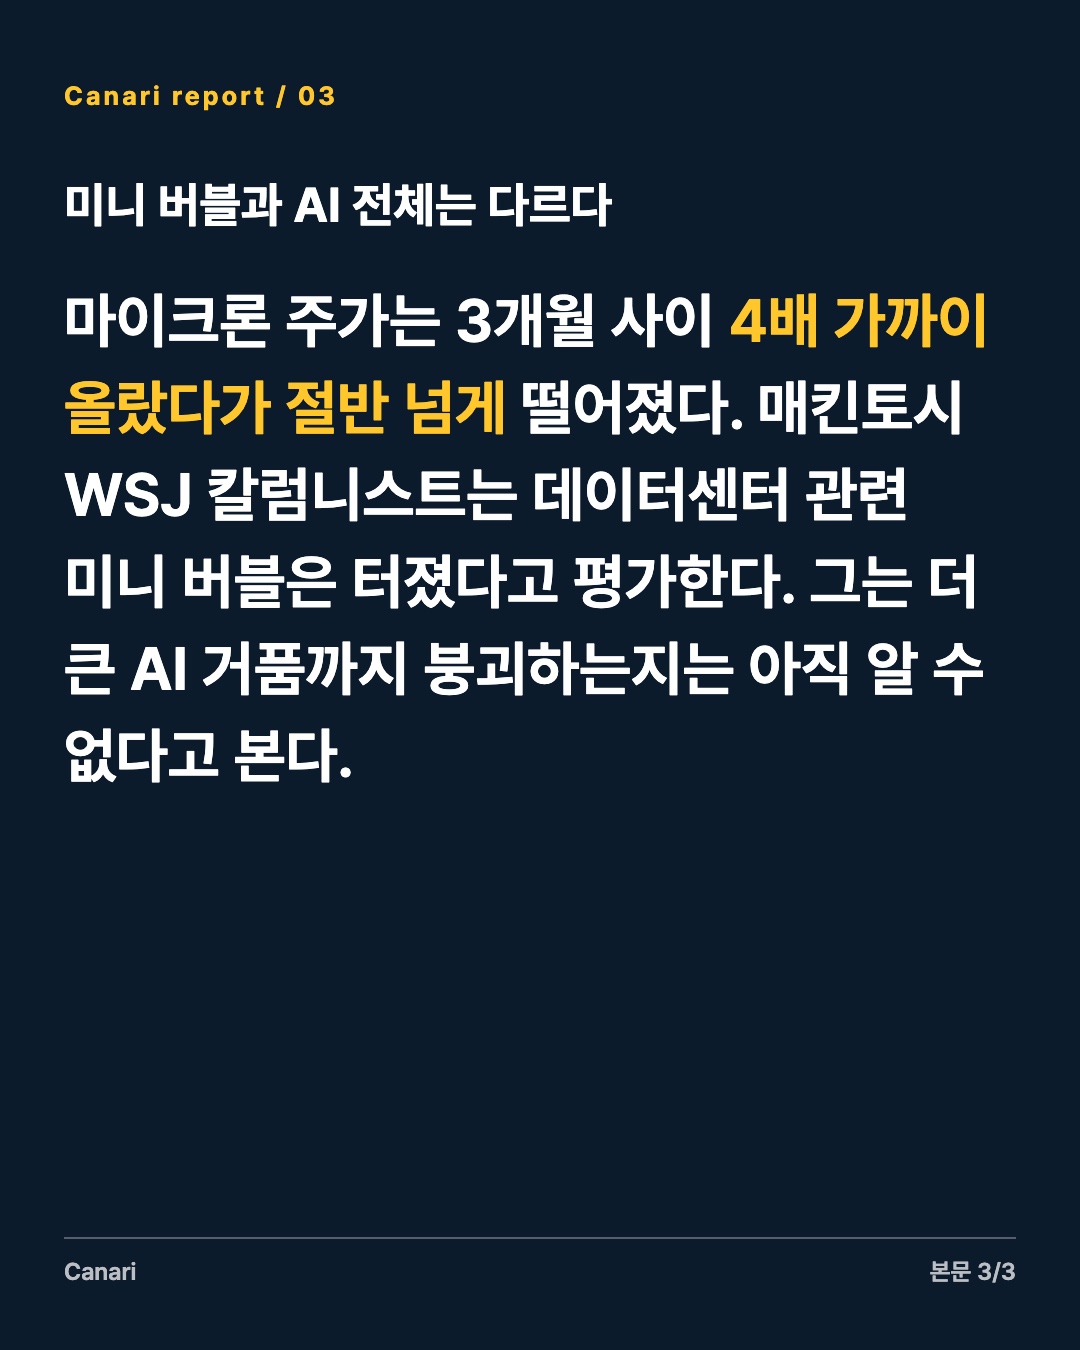 Canari report / 03
미니 버블과 AI 전체는 다르다
마이크론 주가는 3개월 사이 4배 가까이
올랐다가 절반 넘게 떨어졌다. 매킨토시
WSJ 칼럼니스트는 데이터센터 관련
미니 버블은 터졌다고 평가한다. 그는 더
큰 AI 거품까지 붕괴하는지는 아직 알 수
없다고 본다.
Canari
본문 3/3